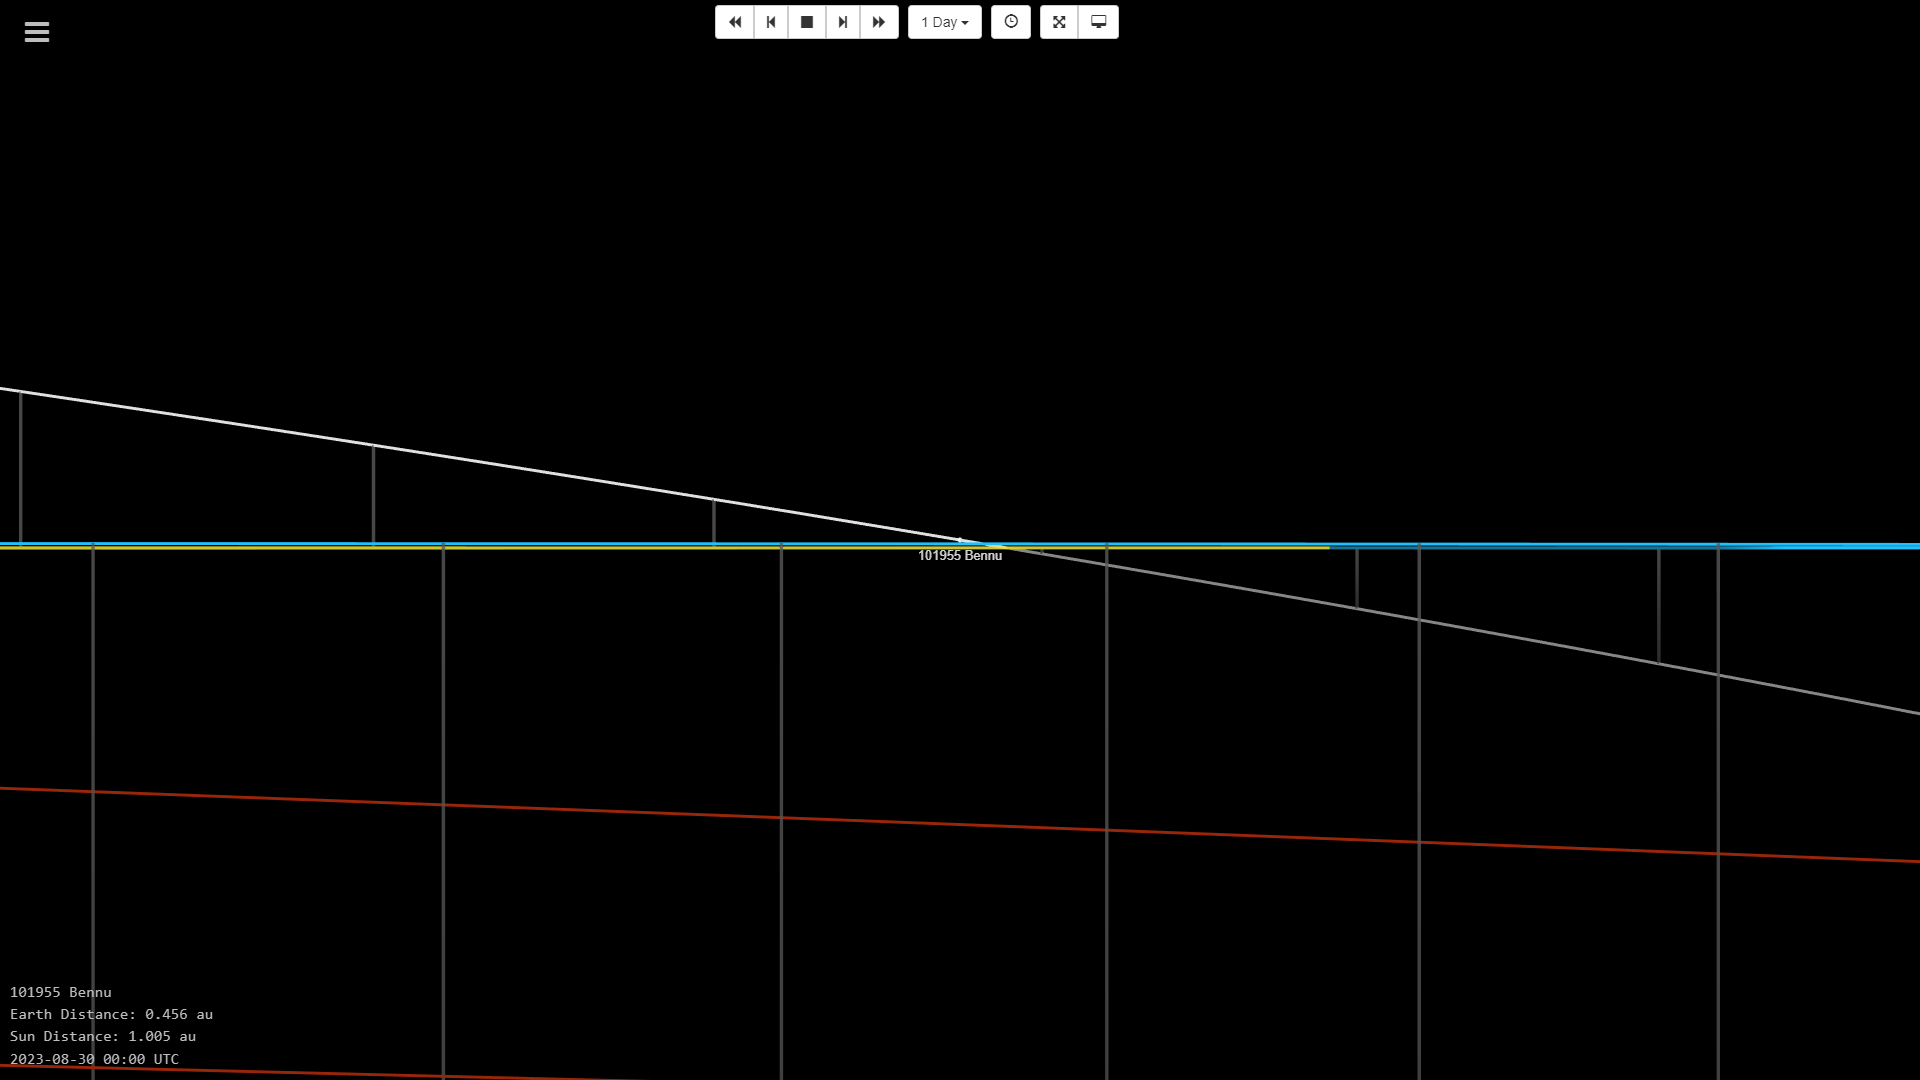 1 Day
101955 Bennu
101955 Bennu
Earth Distance: 0.456 au
Sun Distance: 1.005 au
2023-08-30 00:00 UTC